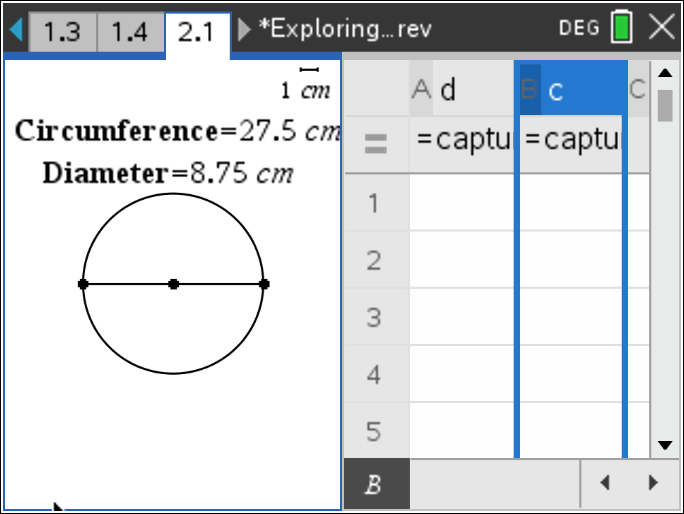 1.3 1.4 2.1 *Exploring...rev DEG
1 cm
Circumference=27.5 cm
Diameter=8.75 cm
A d B c C
= =captu =captu
1
2
3
4
5
B